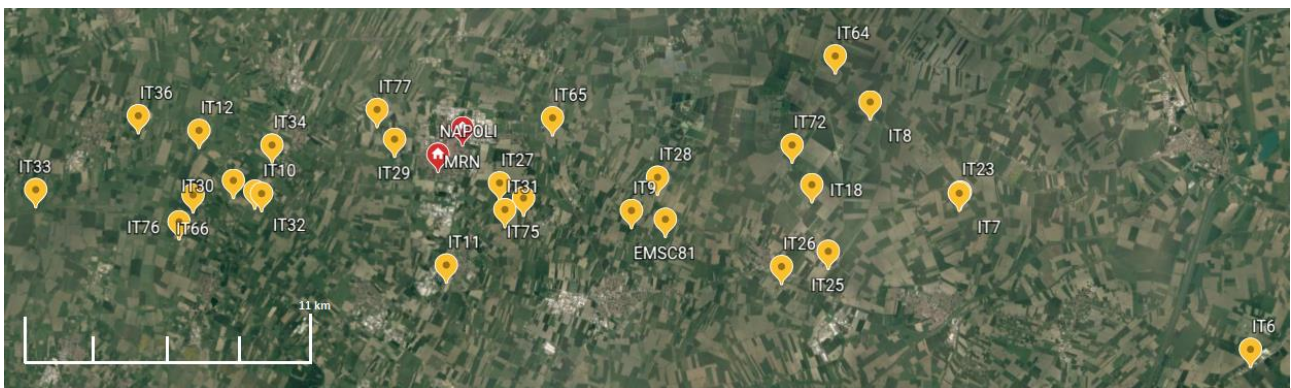 IT64
IT77
IT65
IT36
IT12
IT34
NAPOLI
IT72
IT8
MRN
IT33
IT10
IT29
IT27
IT28
IT23
IT30
IT31
IT9
IT18
IT76
IT66
IT32
IT75
IT7
EMSC81
IT11
IT26
IT25
11 km
IT6